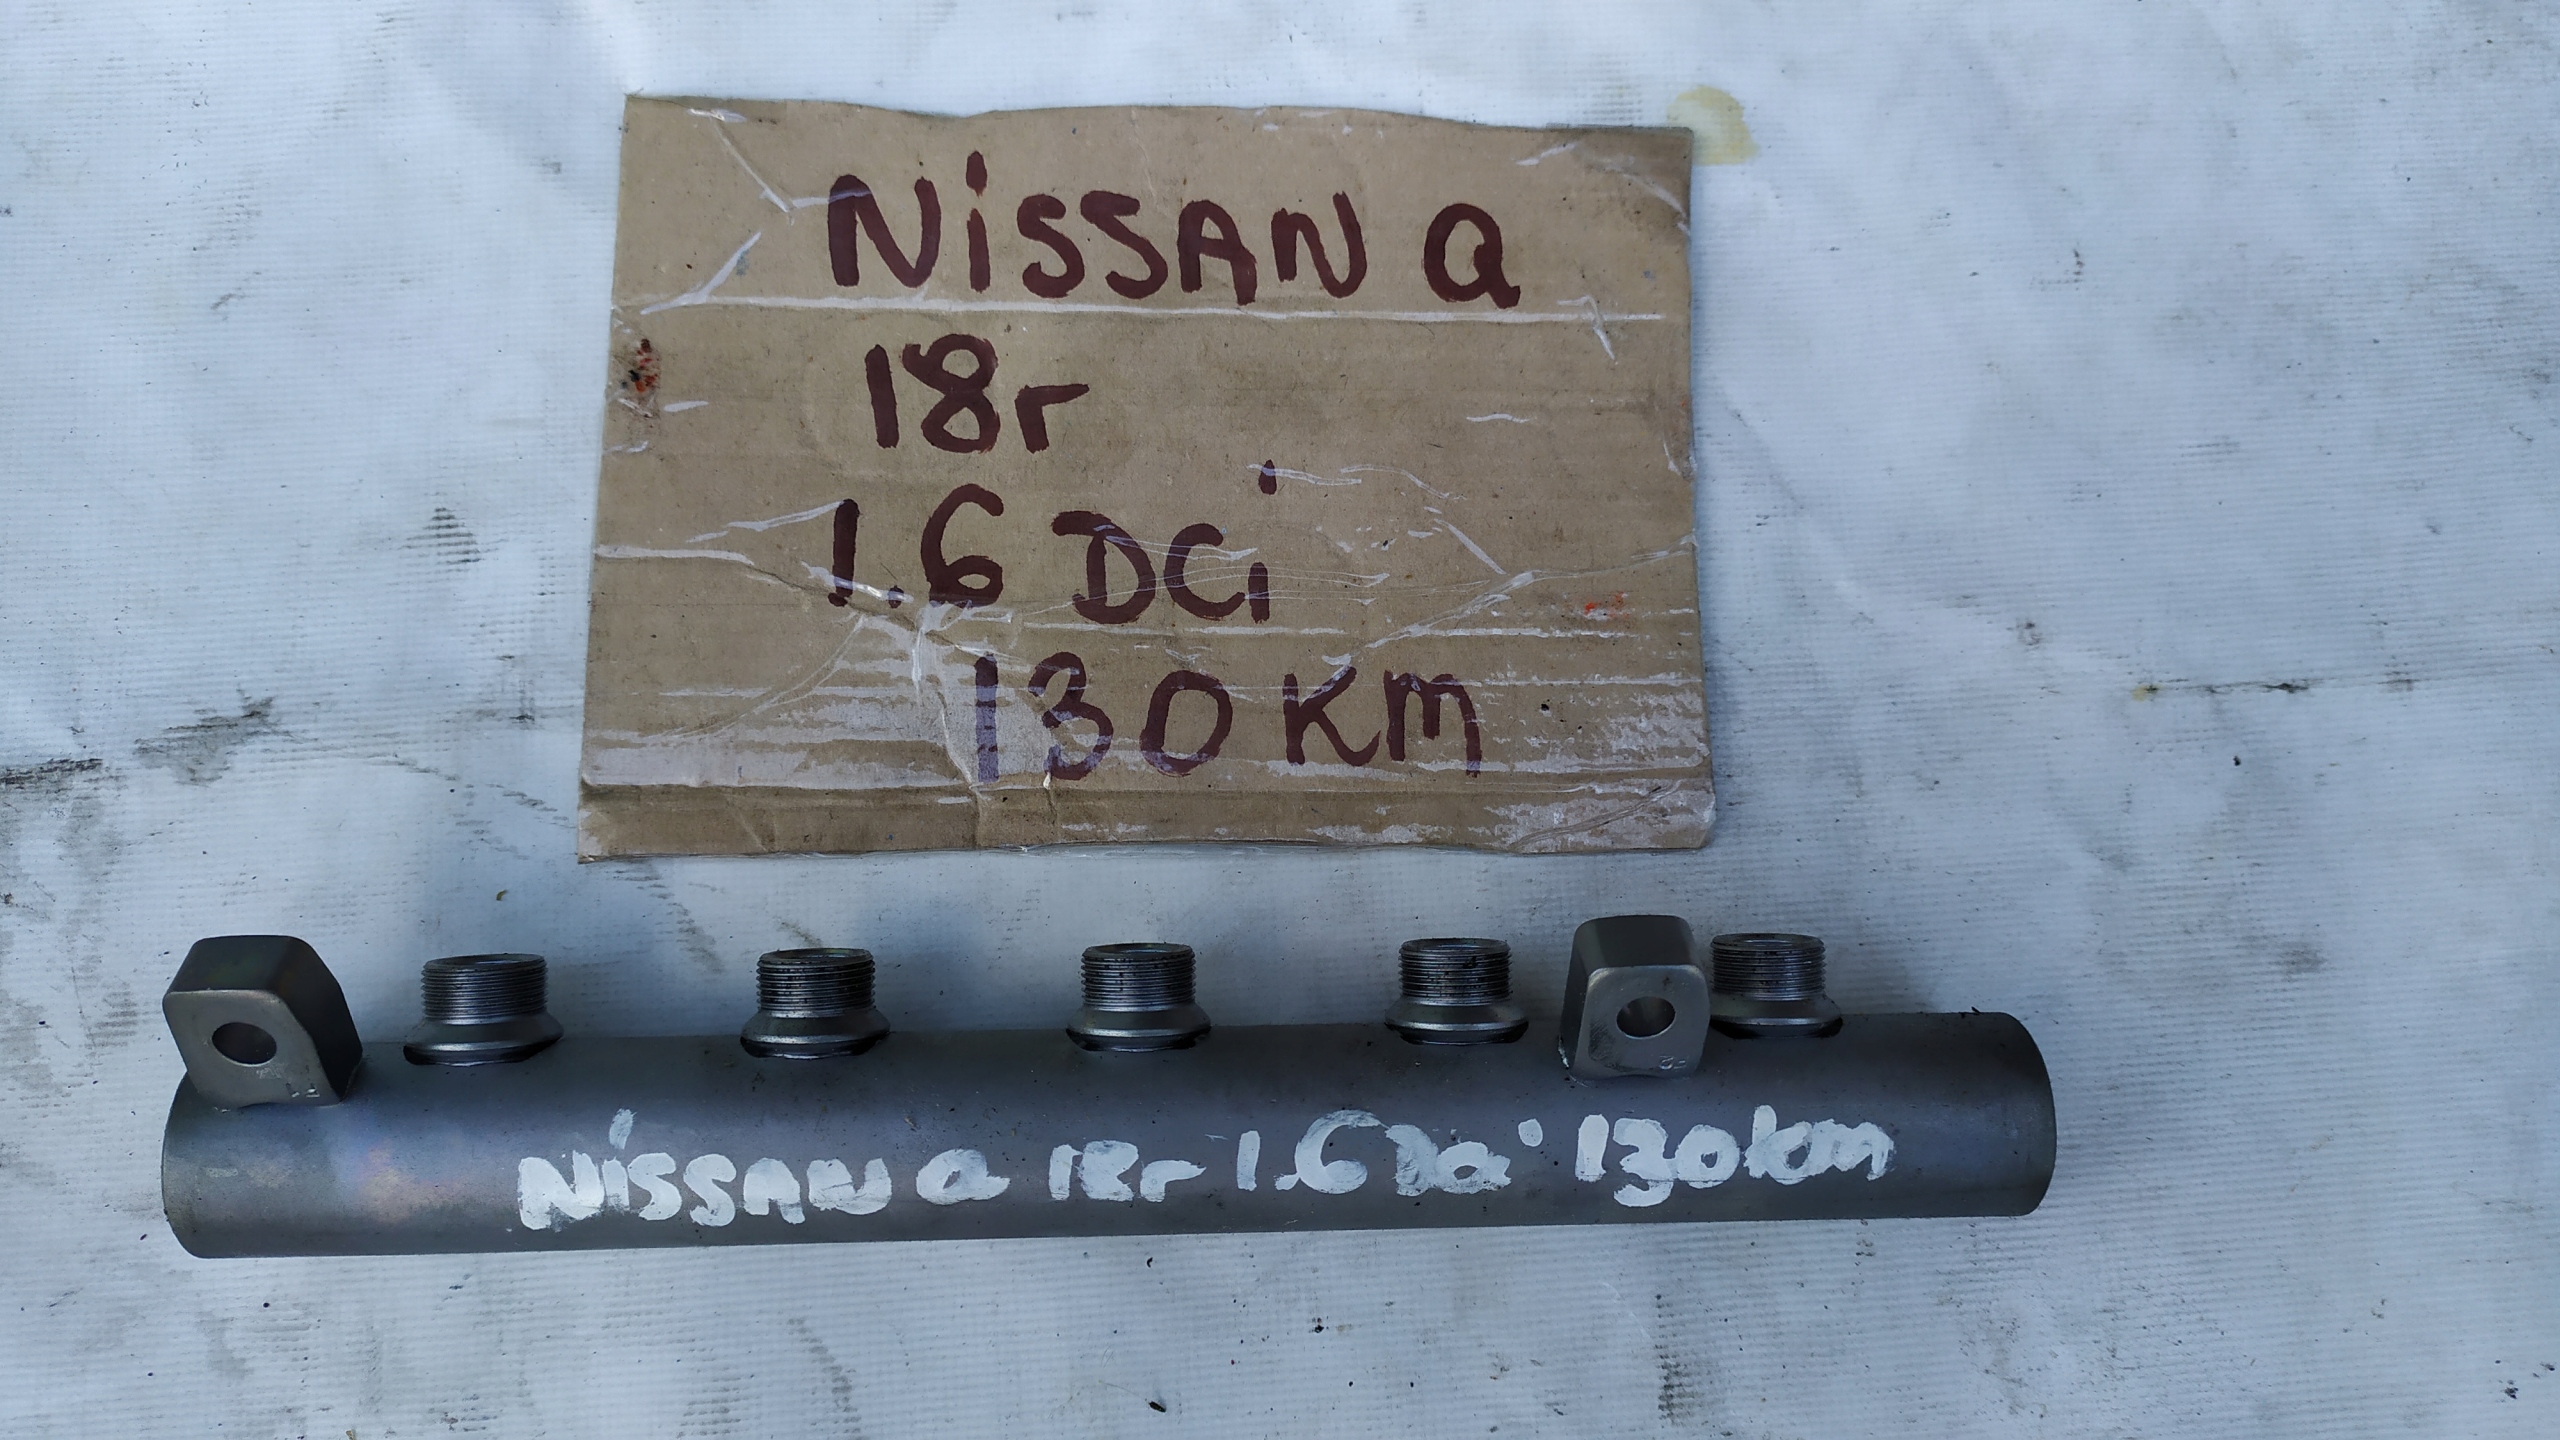 NiSSAN Q
18r
1.6 DCi
130 KM
NiSSAN Q 18r 1.6 Dci 130km